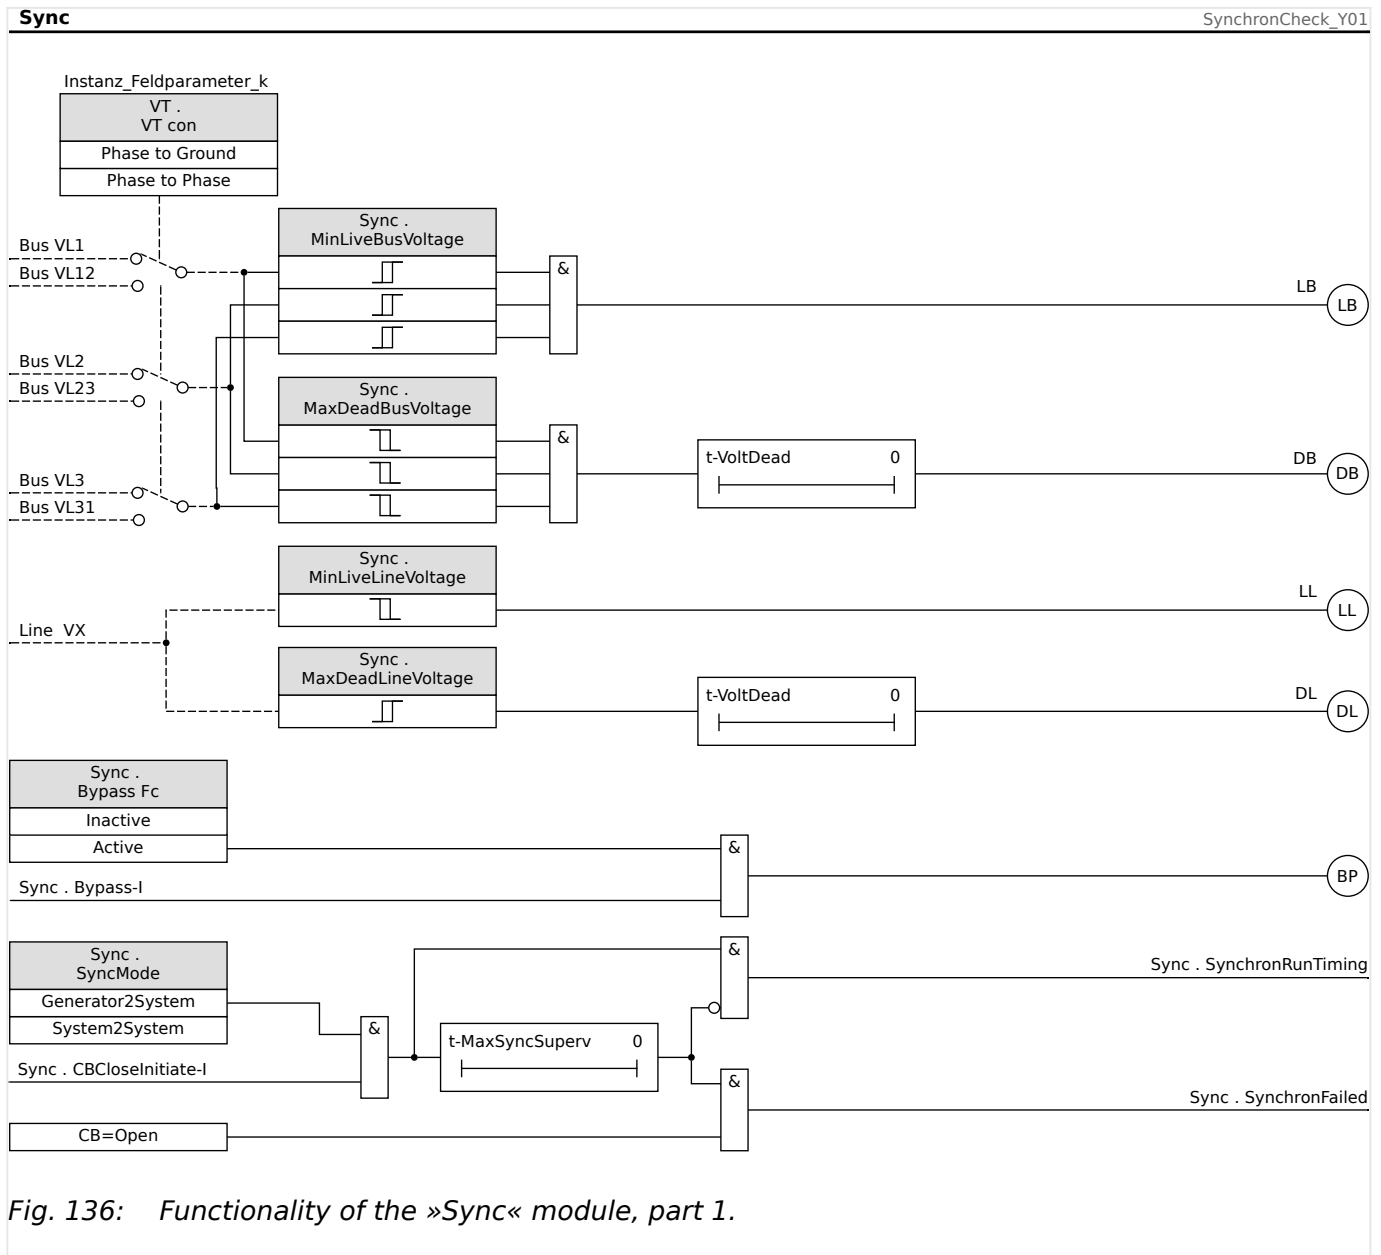 Sync
SynchronCheck_Y01
Instanz_Feldparameter_k
VT .
VT con
Phase to Ground
Phase to Phase
Sync .
MinLiveBusVoltage
Bus VL1
Bus VL12
&
LB
LB
Bus VL2
Bus VL23
Sync .
MaxDeadBusVoltage
&
t-VoltDead 0
DB
DB
Bus VL3
Bus VL31
Sync .
MinLiveLineVoltage
LL
LL
Line VX
Sync .
MaxDeadLineVoltage
t-VoltDead 0
DL
DL
Sync .
Bypass Fc
Inactive
Active
&
BP
Sync . Bypass-I
Sync .
SyncMode
Generator2System
System2System
&
Sync . SynchronRunTiming
&
t-MaxSyncSuperv 0
Sync . CBCloseInitiate-I
&
Sync . SynchronFailed
CB=Open
Fig. 136: Functionality of the »Sync« module, part 1.